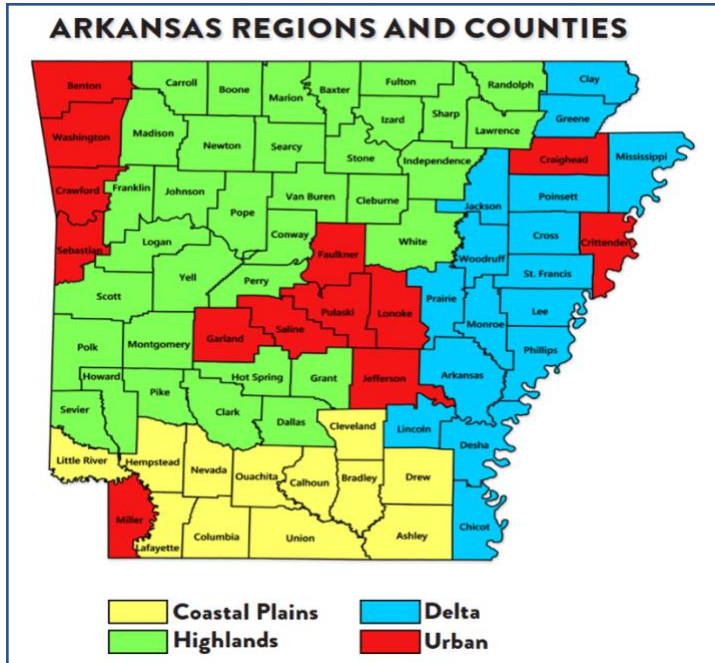 ARKANSAS REGIONS AND COUNTIES
Benton
Carroll
Boone
Marion
Baxter
Fulton
Randolph
Clay
Washington
Madison
Newton
Searcy
Stone
Izard
Sharp
Lawrence
Greene
Independence
Craighead
Mississippi
Crawford
Franklin
Johnson
Pope
Van Buren
Cleburne
Jackson
Poinsett
Sebastian
Logan
Conway
Faulkner
White
Woodruff
Cross
Crittenden
St. Francis
Scott
Yell
Perry
Pulaski
Lonoke
Prairie
Monroe
Lee
Phillips
Polk
Montgomery
Garland
Saline
Hot Spring
Grant
Jefferson
Arkansas
Howard
Pike
Clark
Dallas
Sevier
Cleveland
Lincoln
Desha
Little River
Hempstead
Nevada
Ouachita
Calhoun
Bradley
Drew
Miller
Lafayette
Columbia
Union
Ashley
Chicot
Coastal Plains
Delta
Highlands
Urban